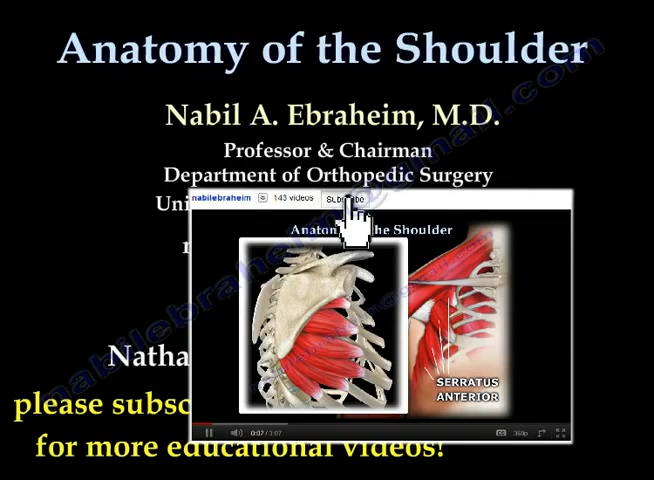 Anatomy of the Shoulder
Nabil A. Ebraheim, M.D.
Professor & Chairman
Department of Orthopedic Surgery
nabilebraheim 143 videos Subscribe
Anatomy of the Shoulder
SERRATUS
ANTERIOR
please
for more educational videos!
0:07 / 3:07
CC 360p